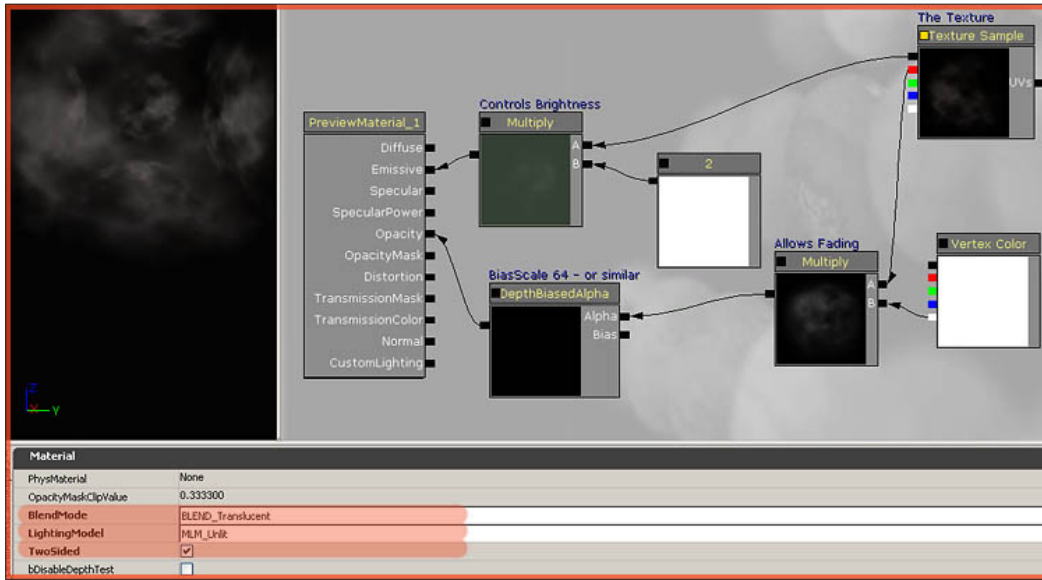 The Texture
Texture Sample
UVs
Controls Brightness
Multiply
A
B
PreviewMaterial_1
Diffuse
Emissive
Specular
SpecularPower
Opacity
OpacityMask
Distortion
TransmissionMask
TransmissionColor
Normal
CustomLighting
2
Allows Fading
Multiply
A
B
Vertex Color
BiasScale 64 - or similar
DepthBiasedAlpha
Alpha
Bias
Z
X Y
Material
PhysMaterial None
OpacityMaskClipValue 0.333300
BlendMode BLEND_Translucent
LightingModel MLM_Unlit
TwoSided
bDisableDepthTest